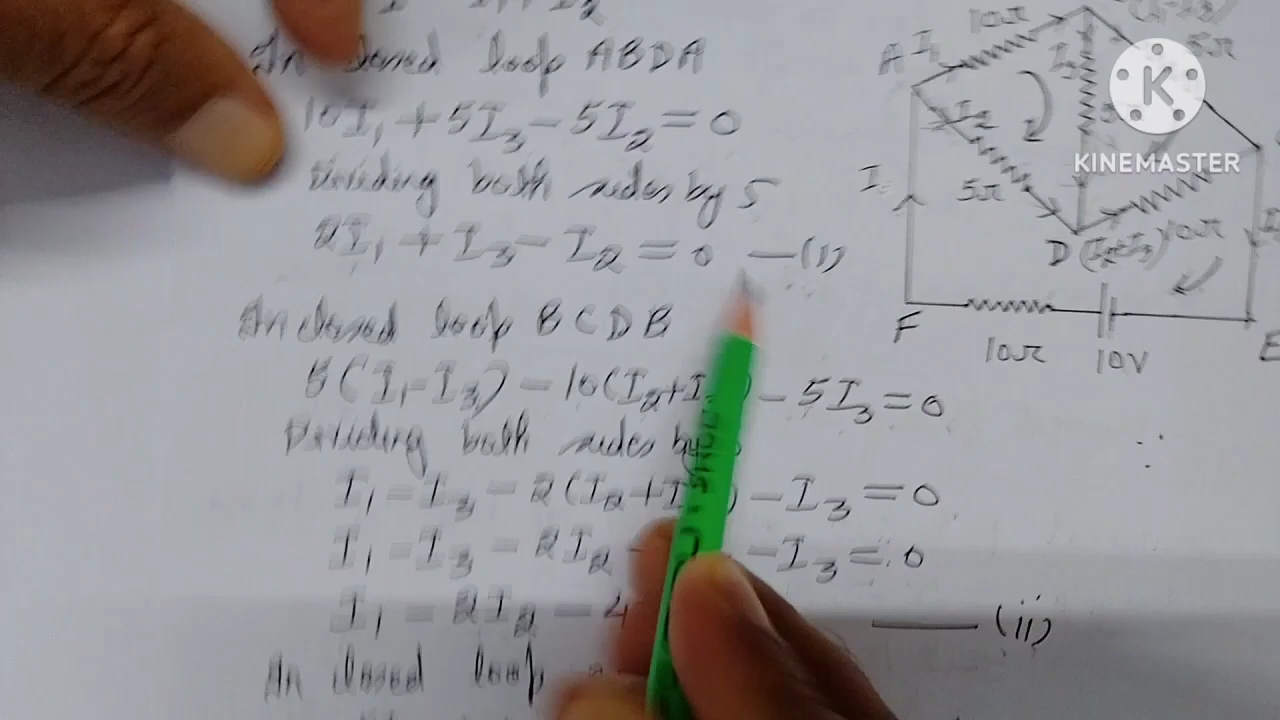 In closed loop ABDA
10I₁ + 5I₃ - 5I₂ = 0
Dividing both sides by 5
2I₁ + I₃ - I₂ = 0 —(i)
In closed loop BCDB
5(I₁ - I₃) - 10(I₂+I ) - 5I₃ = 0
Dividing both sides by
I₁ - I₃ - 2(I₂+I ) - I₃ = 0
I₁ - I₃ - 2I₂ - - I₃ = 0
I₁ - 2I₂ - 4 —(ii)
In closed loop
10Ω
5Ω
A I₁
I₃
I₂
I
5Ω
D (I₂+I₃) 10Ω
F
10Ω 10V
E
KINEMASTER